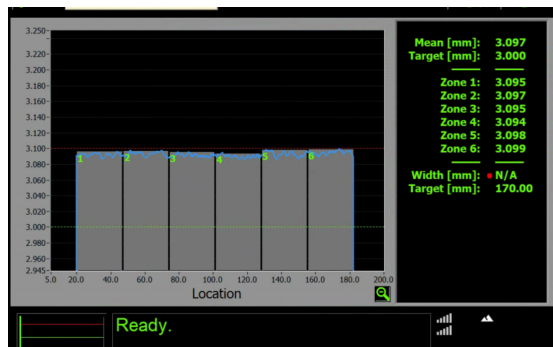 3.250
3.220
3.200
3.180
3.160
3.140
3.120
3.100
3.080
3.060
3.040
3.020
3.000
2.980
2.960
2.945
1 2 3 4 5 6
5.0 20.0 40.0 60.0 80.0 100.0 120.0 140.0 160.0 180.0 200.0
Location
Mean [mm]: 3.097
Target [mm]: 3.000
Zone 1: 3.095
Zone 2: 3.097
Zone 3: 3.095
Zone 4: 3.094
Zone 5: 3.098
Zone 6: 3.099
Width [mm]: N/A
Target [mm]: 170.00
Ready.